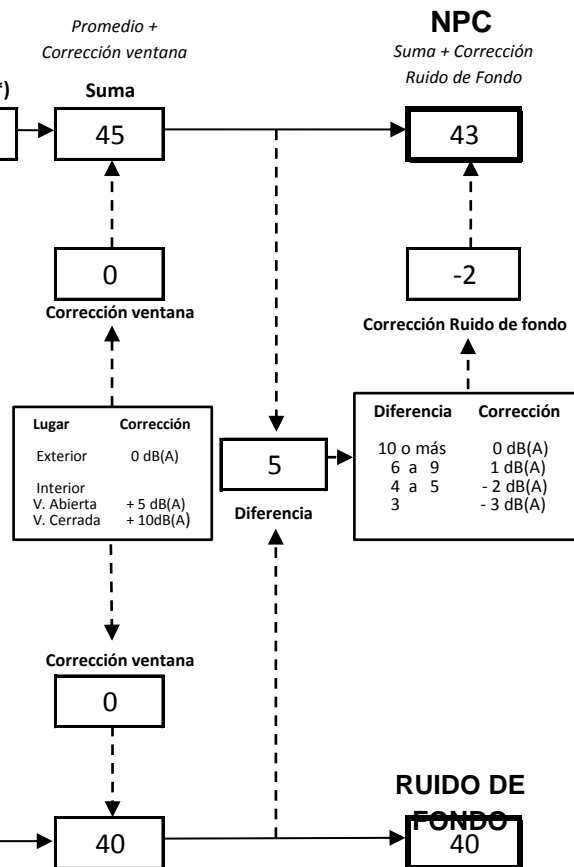 Promedio +
Corrección ventana
NPC
Suma + Corrección
Ruido de Fondo
*)
Suma
45
43
0
-2
Corrección ventana
Corrección Ruido de fondo
Lugar Corrección
Exterior 0 dB(A)
Interior
V. Abierta + 5 dB(A)
V. Cerrada + 10dB(A)
5
Diferencia
Diferencia Corrección
10 o más 0 dB(A)
6 a 9 1 dB(A)
4 a 5 - 2 dB(A)
3 - 3 dB(A)
Corrección ventana
0
RUIDO DE
FONDO
40
40